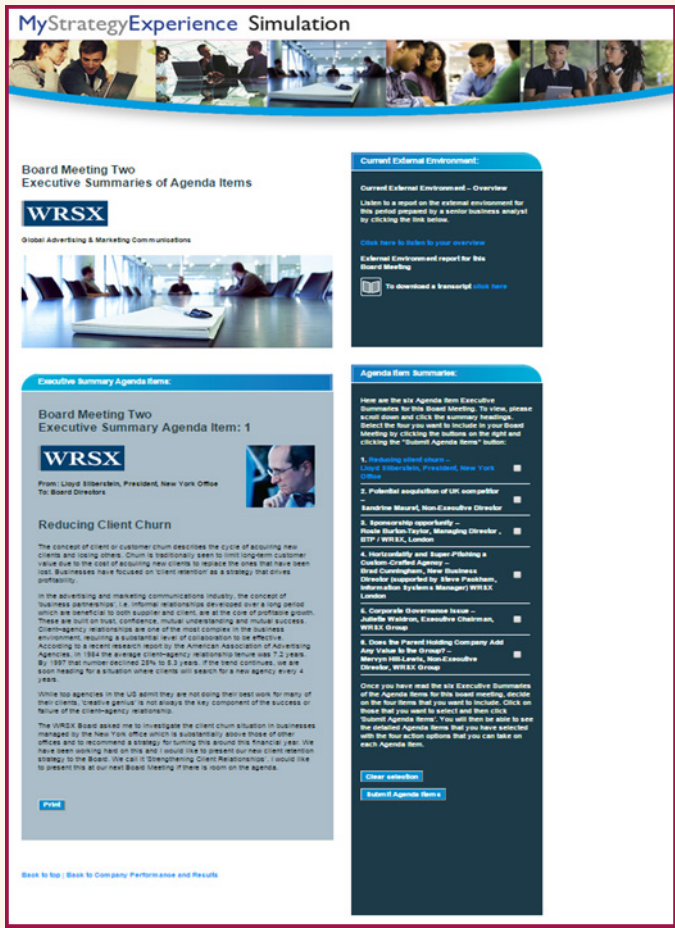 MyStrategyExperience Simulation
Board Meeting Two
Executive Summaries of Agenda Items
WRSX
Global Advertising & Marketing Communications
Executive Summary Agenda Items:
Board Meeting Two
Executive Summary Agenda Item: 1
WRSX
From: Lloyd Silberstein, President, New York Office
To: Board Directors
Reducing Client Churn
The concept of client or customer churn describes the cycle of acquiring new
clients and losing others. Churn is traditionally seen to limit long-term customer
value due to the cost of acquiring new clients to replace the ones that have been
lost. Businesses have focused on 'client retention' as a strategy that drives
profitability.
In the advertising and marketing communications industry, the concept of
'business partnerships', i.e. informal relationships developed over a long period
which are beneficial to both supplier and client, are at the core of profitable growth.
These are built on trust, confidence, mutual understanding and mutual success.
Client–agency relationships are one of the most complex in the business
environment, requiring a substantial level of collaboration to be effective.
According to a recent research report by the American Association of Advertising
Agencies, in 1984 the average client–agency relationship tenure was 7.2 years.
By 1997 that number declined 25% to 5.3 years. If the trend continues, we are
soon heading for a situation where clients will search for a new agency every 4
years.
While top agencies in the US admit they are not doing their best work for many of
their clients, 'creative genius' is not always the key component of the success or
failure of the client–agency relationship.
The WRSX Board asked me to investigate the client churn situation in businesses
managed by the New York office which is substantially above those of other
offices and to recommend a strategy for turning this around this financial year. We
have been working hard on this and I would like to present our new client retention
strategy to the Board. We call it 'Strengthening Client Relationships'. I would like
to present this at our next Board Meeting if there is room on the agenda.
Print
Back to top | Back to Company Performance and Results
Current External Environment:
Current External Environment – Overview
Listen to a report on the external environment for
this period prepared by a senior business analyst
by clicking the link below.
Click here to listen to your overview
External Environment report for this
Board Meeting
To download a transcript click here
Agenda Item Summaries:
Here are the six Agenda Item Executive
Summaries for this Board Meeting. To view, please
scroll down and click the summary headings.
Select the four you want to include in your Board
Meeting by clicking the buttons on the right and
clicking the "Submit Agenda Items" button:
1. Reducing client churn –
Lloyd Silberstein, President, New York
Office
2. Potential acquisition of UK competitor
–
Sandrine Mauret, Non-Executive Director
3. Sponsorship opportunity –
Rosie Burton-Taylor, Managing Director,
BTP / WRSX, London
4. Horizontality and Super-Pitching a
Custom-Crafted Agency –
Brad Cunningham, New Business
Director (supported by Steve Peekham,
Information Systems Manager) WRSX
London
5. Corporate Governance Issue –
Juliette Waldron, Executive Chairman,
WRSX Group
6. Does the Parent Holding Company Add
Any Value to the Group? –
Mervyn Hill-Lewis, Non-Executive
Director, WRSX Group
Once you have read the six Executive Summaries
of the Agenda Items for this board meeting, decide
on the four items that you want to include. Click on
those that you want to select and then click
'Submit Agenda Items'. You will then be able to see
the detailed Agenda Items that you have selected
with the four action options that you can take on
each Agenda Item.
Clear selection
Submit Agenda Items